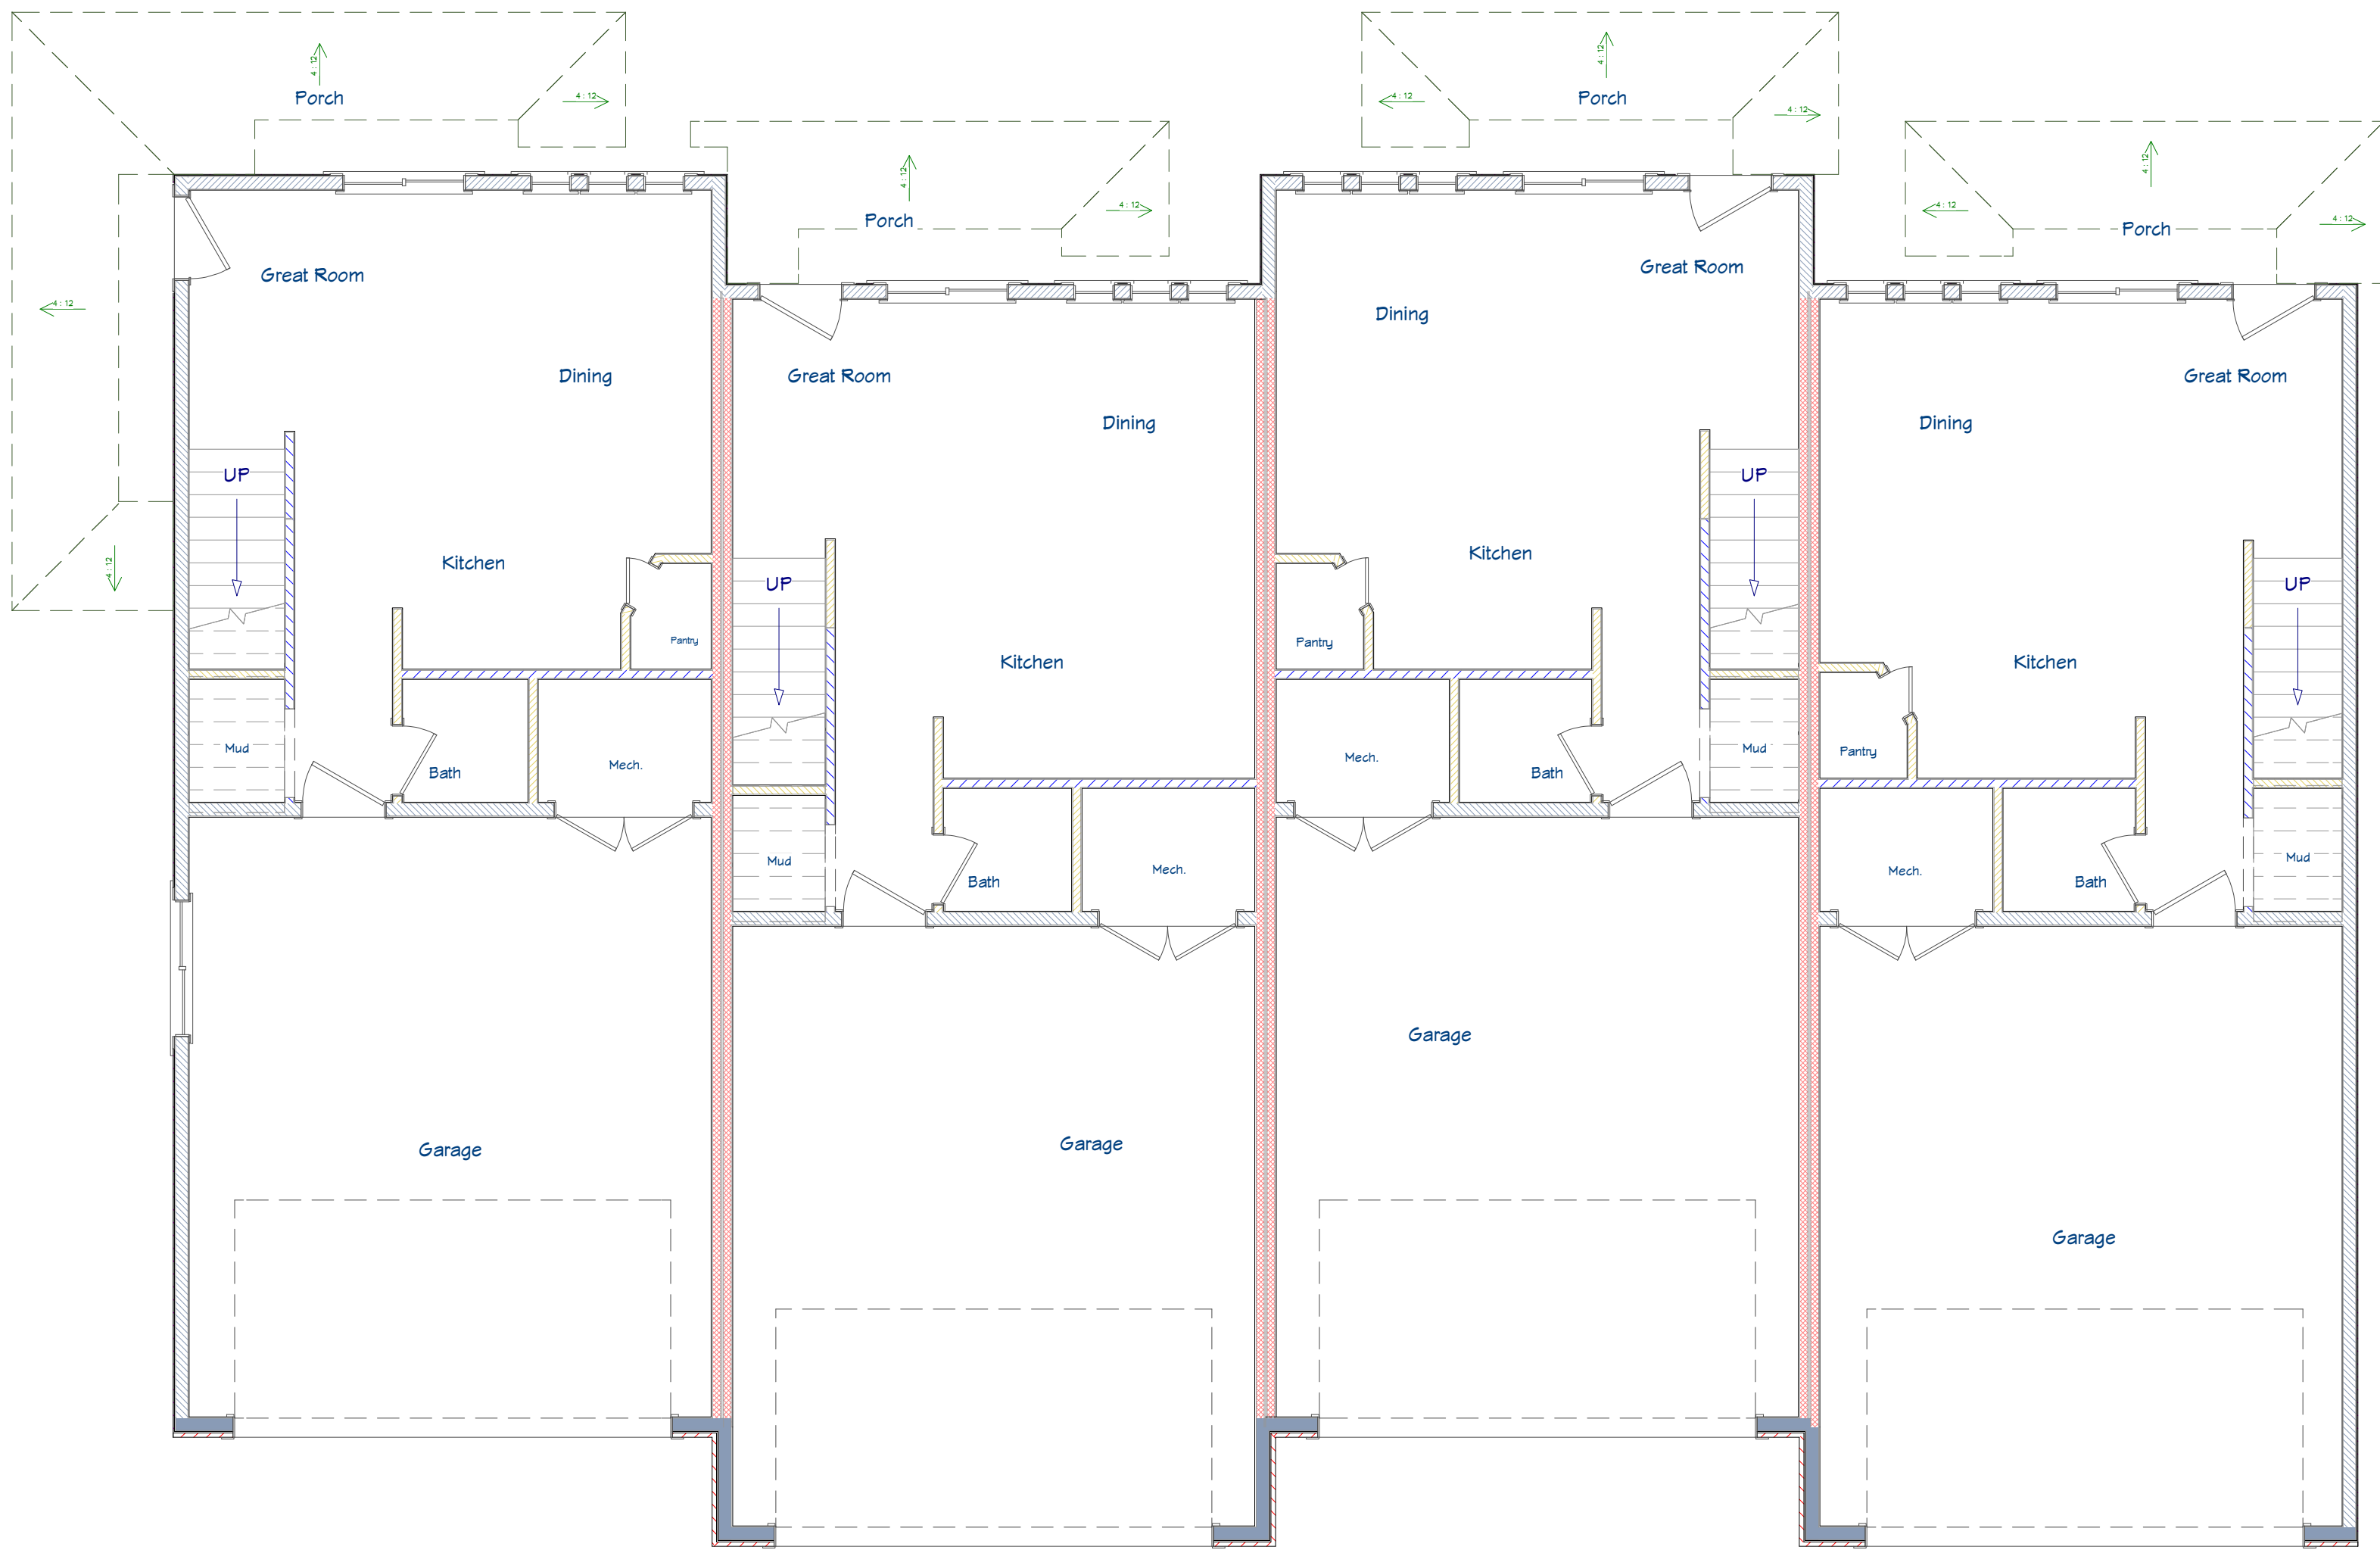 4 : 12
Porch
4 : 12
4 : 12
4 : 12
Great Room
Dining
UP
Kitchen
Pantry
Mud
Bath
Mech.
Garage
4 : 12
4 : 12
Porch
Great Room
Dining
UP
Kitchen
Mud
Bath
Mech.
Garage
4 : 12
4 : 12
Porch
4 : 12
Great Room
Dining
UP
Kitchen
Pantry
Mech.
Bath
Mud
Garage
4 : 12
4 : 12
Porch
4 : 12
Great Room
Dining
UP
Kitchen
Pantry
Mech.
Bath
Mud
Garage